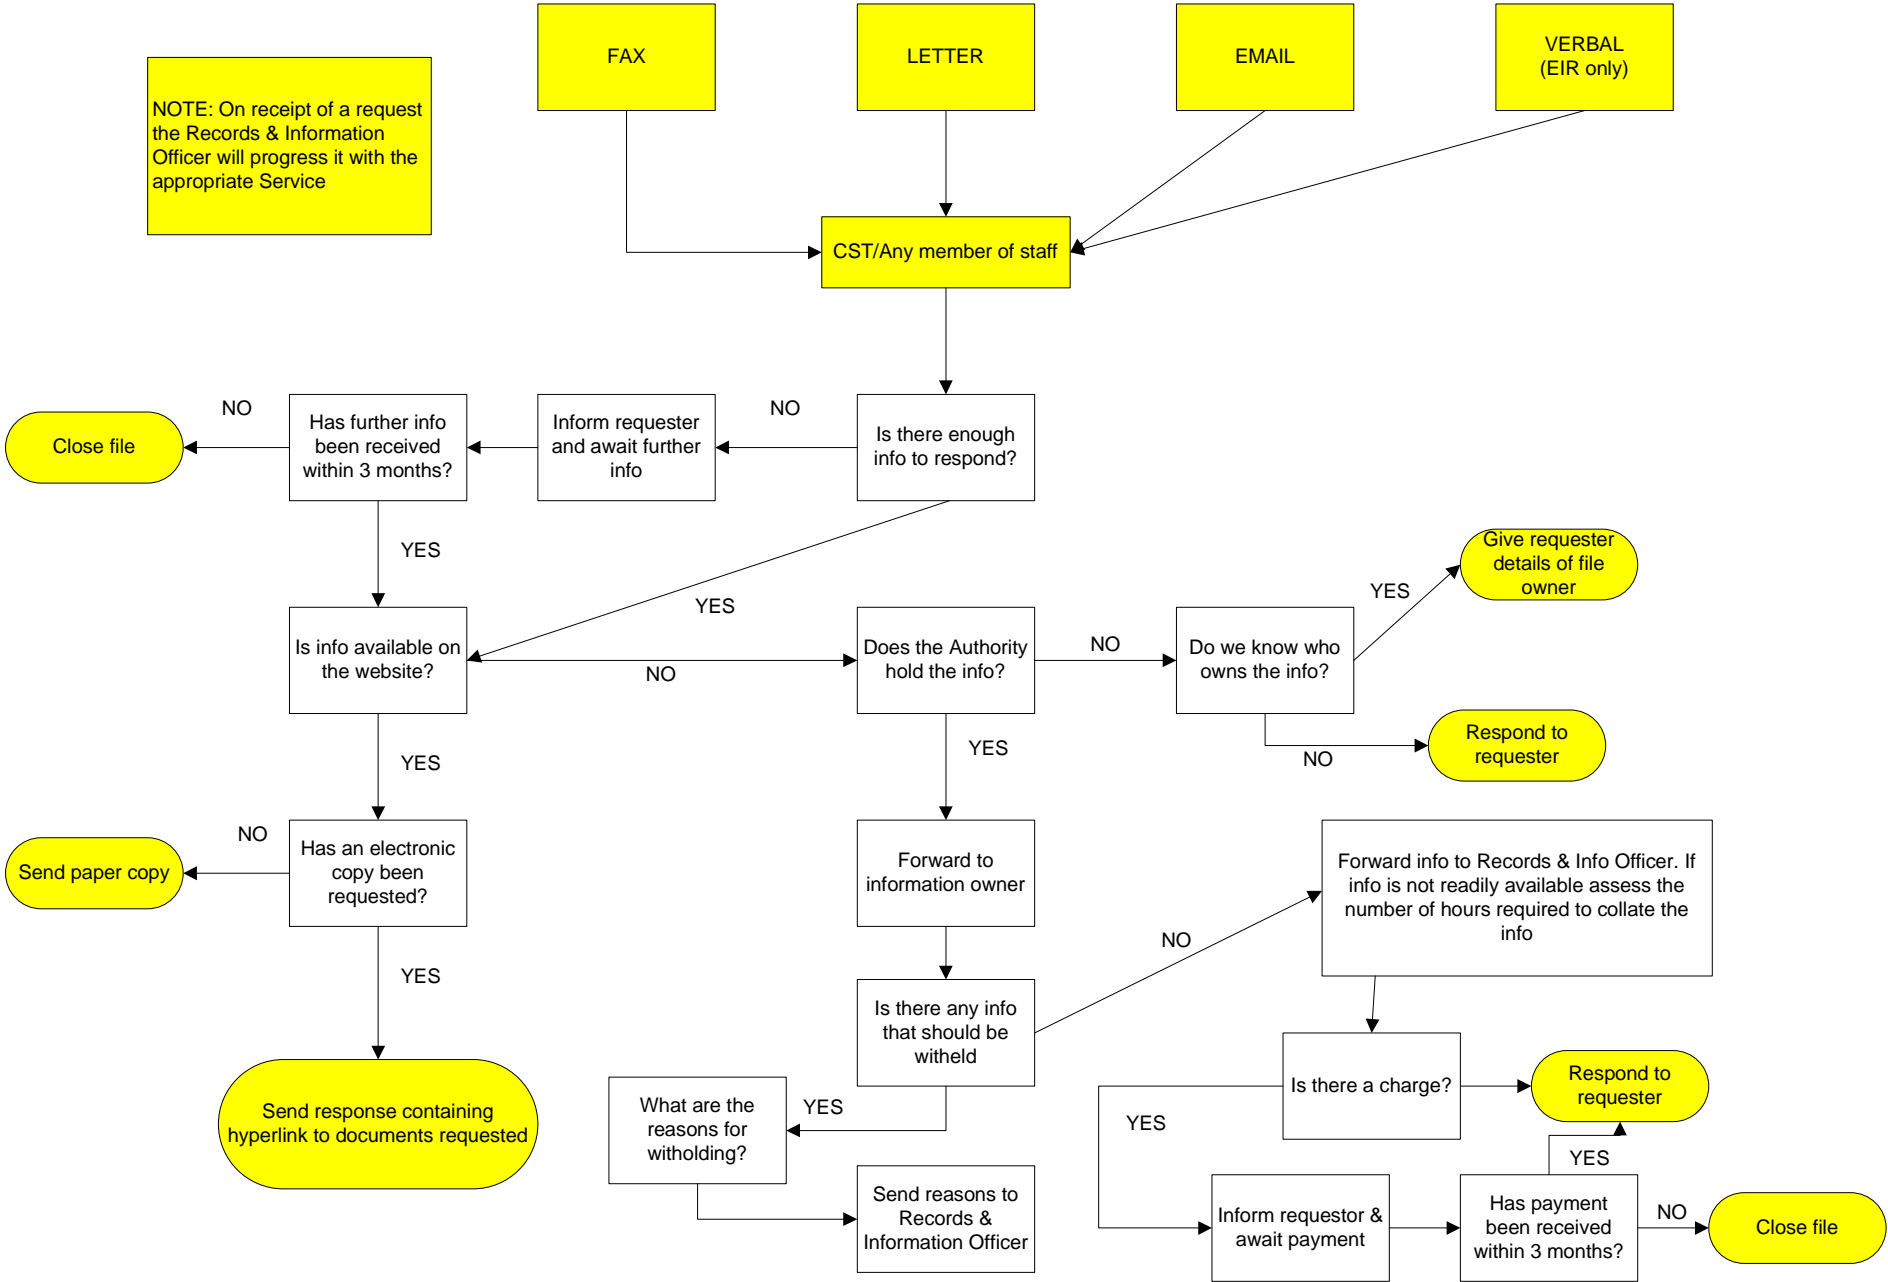 FAX
LETTER
EMAIL
VERBAL
(EIR only)
NOTE: On receipt of a request
the Records & Information
Officer will progress it with the
appropriate Service
CST/Any member of staff
Close file
NO
Has further info
been received
within 3 months?
Inform requester
and await further
info
NO
Is there enough
info to respond?
YES
YES
Give requester
details of file
owner
YES
Is info available on
the website?
NO
Does the Authority
hold the info?
NO
Do we know who
owns the info?
Respond to
requester
NO
YES
YES
Send paper copy
NO
Has an electronic
copy been
requested?
Forward to
information owner
Forward info to Records & Info Officer. If
info is not readily available assess the
number of hours required to collate the
info
NO
YES
Is there any info
that should be
witheld
Send response containing
hyperlink to documents requested
What are the
reasons for
witholding?
YES
Is there a charge?
Respond to
requester
YES
YES
Send reasons to
Records &
Information Officer
Inform requestor &
await payment
Has payment
been received
within 3 months?
NO
Close file